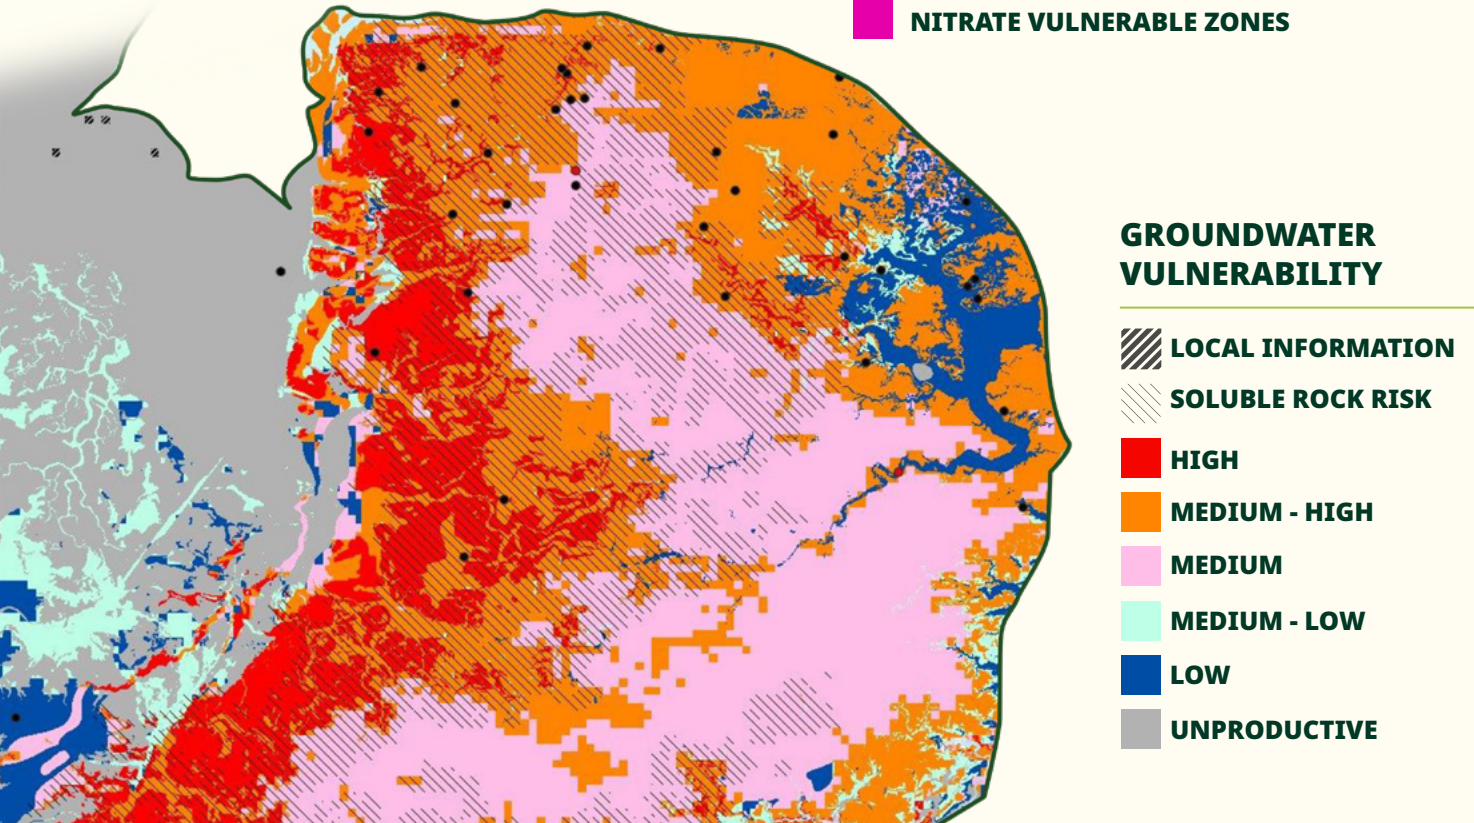 NITRATE VULNERABLE ZONES
GROUNDWATER
VULNERABILITY
LOCAL INFORMATION
SOLUBLE ROCK RISK
HIGH
MEDIUM - HIGH
MEDIUM
MEDIUM - LOW
LOW
UNPRODUCTIVE